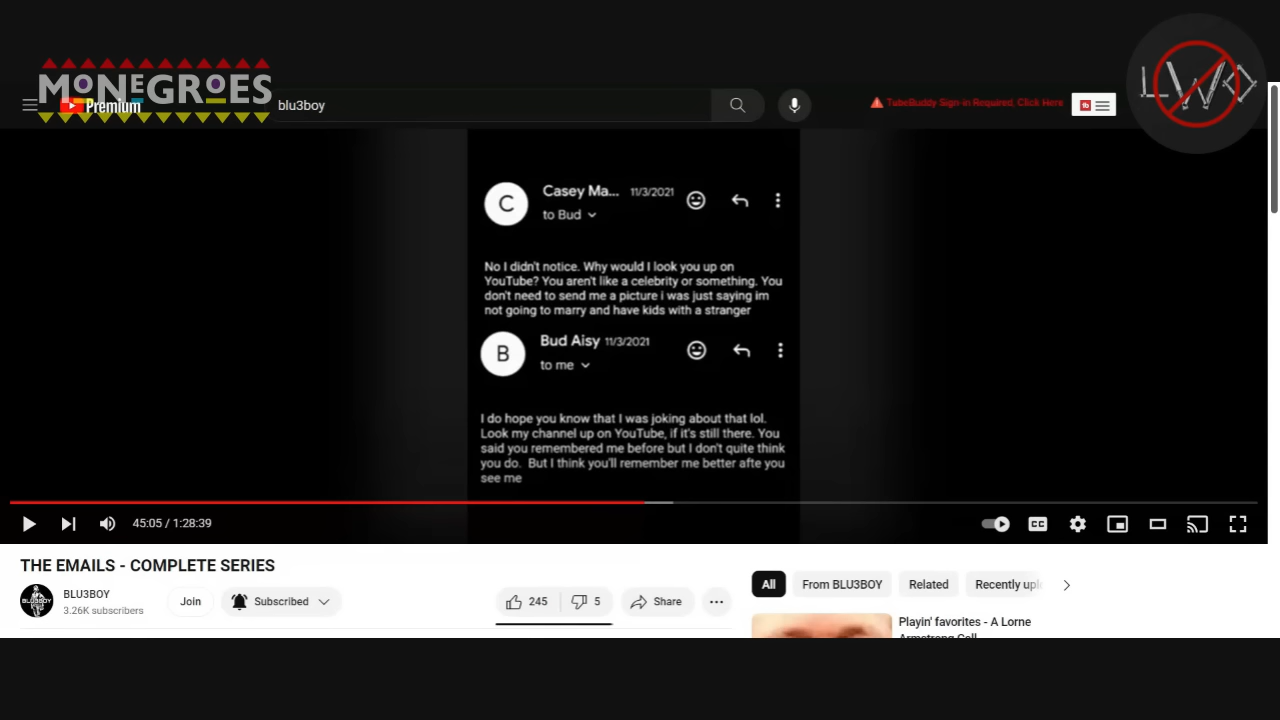 MONEGROES
Premium
blu3boy
TubeBuddy Sign-in Required, Click Here
tb
LWA
C
Casey Ma... 11/3/2021
to Bud
No I didn't notice. Why would I look you up on
YouTube? You aren't like a celebrity or something. You
don't need to send me a picture i was just saying im
not going to marry and have kids with a stranger
B
Bud Aisy 11/3/2021
to me
I do hope you know that I was joking about that lol.
Look my channel up on YouTube, if it's still there. You
said you remembered me before but I don't quite think
you do. But I think you'll remember me better afte you
see me
45:05 / 1:28:39
CC
THE EMAILS - COMPLETE SERIES
BLU3BOY
BLU3BOY
3.26K subscribers
Join
Subscribed
245
5
Share
All
From BLU3BOY
Related
Recently upl
Playin' favorites - A Lorne
Armstrong Call